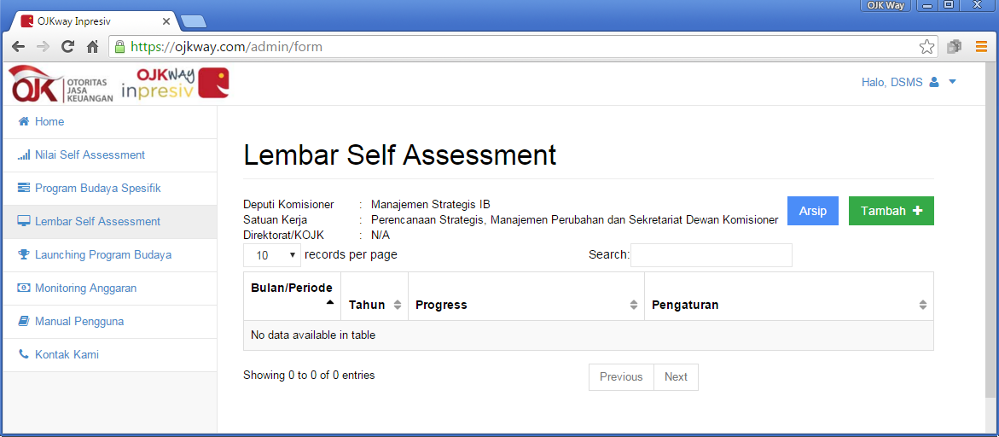 OJK Way
OJKway Inpresiv
https://ojkway.com/admin/form
OJK OTORITAS JASA KEUANGAN
OJKWAY inpresiv
Halo, DSMS
Home
Nilai Self Assessment
Program Budaya Spesifik
Lembar Self Assessment
Launching Program Budaya
Monitoring Anggaran
Manual Pengguna
Kontak Kami
Lembar Self Assessment
Deputi Komisioner : Manajemen Strategis IB
Satuan Kerja : Perencanaan Strategis, Manajemen Perubahan dan Sekretariat Dewan Komisioner
Direktorat/KOJK : N/A
Arsip Tambah +
10 records per page Search:
Bulan/Periode Tahun Progress Pengaturan
No data available in table
Showing 0 to 0 of 0 entries Previous Next